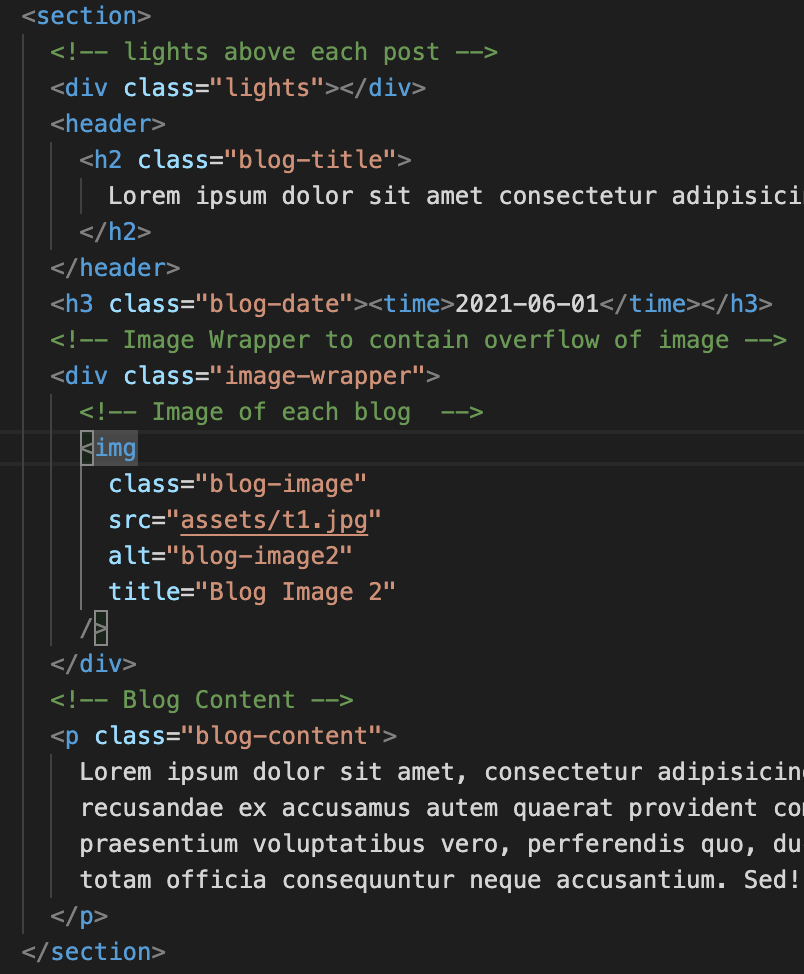 <section>
<!-- lights above each post -->
<div class="lights"></div>
<header>
<h2 class="blog-title">
Lorem ipsum dolor sit amet consectetur adipisici
</h2>
</header>
<h3 class="blog-date"><time>2021-06-01</time></h3>
<!-- Image Wrapper to contain overflow of image -->
<div class="image-wrapper">
<!-- Image of each blog  -->
<img
class="blog-image"
src="assets/t1.jpg"
alt="blog-image2"
title="Blog Image 2"
/>
</div>
<!-- Blog Content -->
<p class="blog-content">
Lorem ipsum dolor sit amet, consectetur adipisicin
recusandae ex accusamus autem quaerat provident co
praesentium voluptatibus vero, perferendis quo, du
totam officia consequuntur neque accusantium. Sed!
</p>
</section>